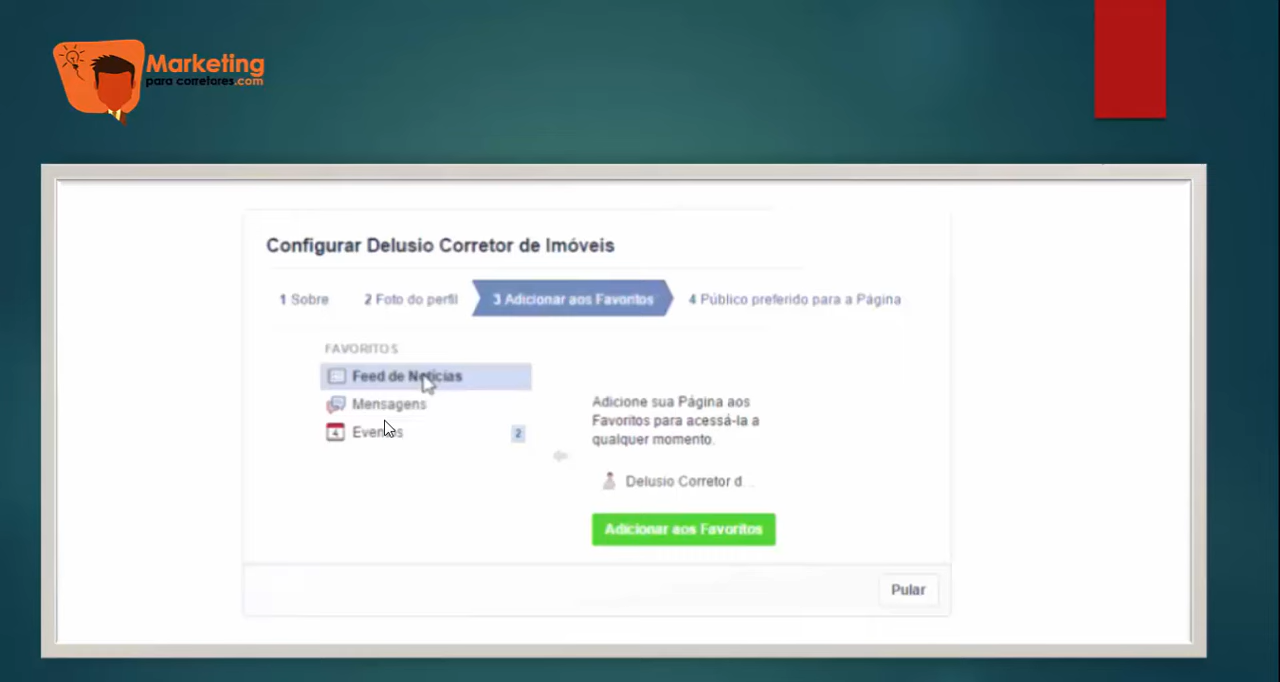 Marketing
para corretores.com
Configurar Delusio Corretor de Imóveis
1 Sobre 2 Foto do perfil 3 Adicionar aos Favoritos 4 Público preferido para a Página
FAVORITOS
Feed de Notícias
Mensagens
Eventos 2
Adicione sua Página aos
Favoritos para acessá-la a
qualquer momento.
Delusio Corretor d...
Adicionar aos Favoritos
Pular